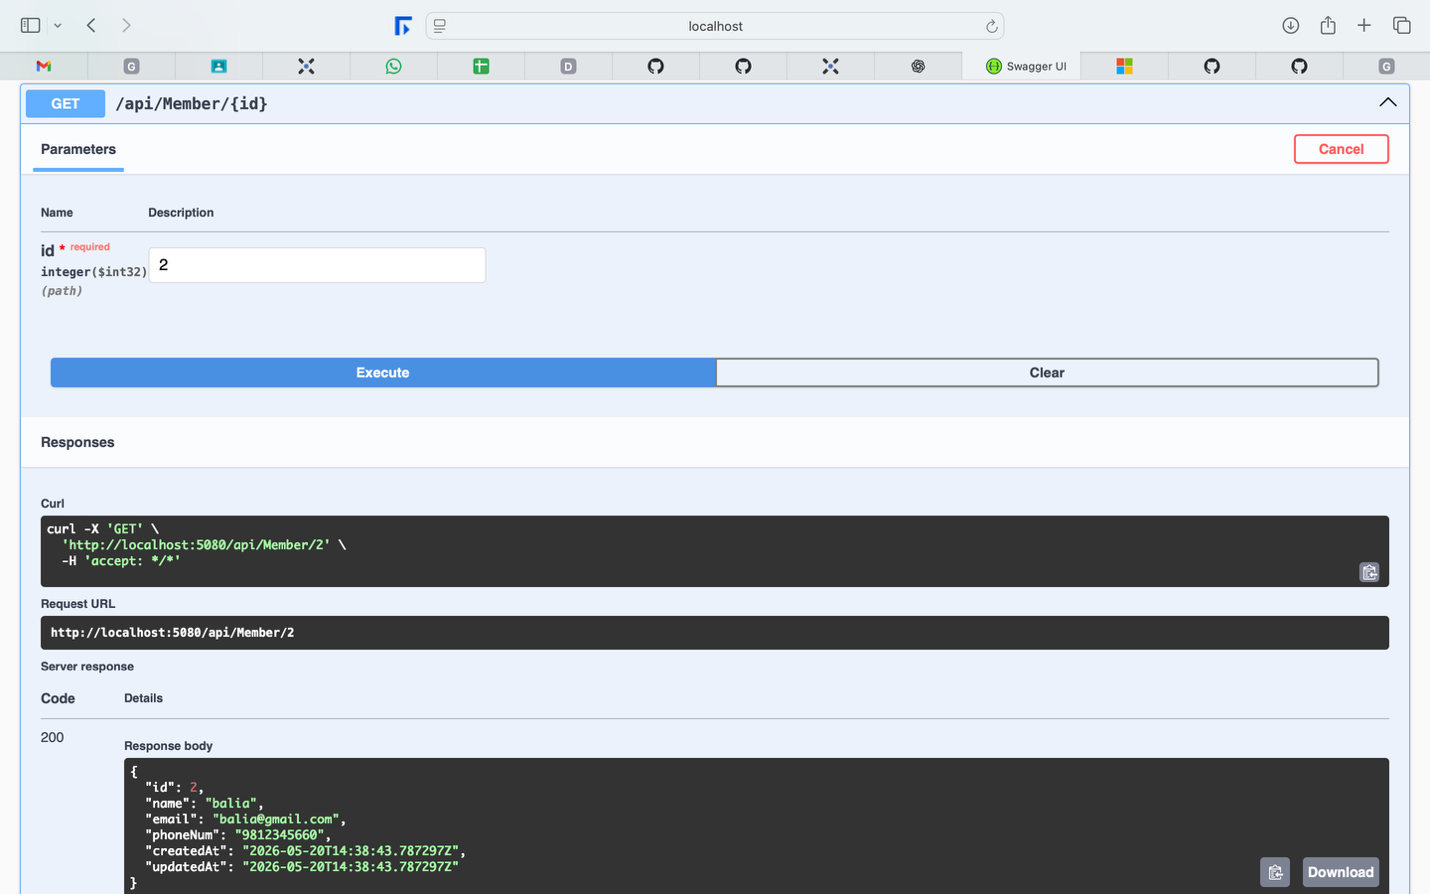 localhost
G
D
Swagger UI
G
GET /api/Member/{id}
Parameters
Cancel
Name Description
id * required
integer($int32)
(path)
2
Execute
Clear
Responses
Curl
curl -X 'GET' \
'http://localhost:5080/api/Member/2' \
-H 'accept: */*'
Request URL
http://localhost:5080/api/Member/2
Server response
Code Details
200
Response body
{
"id": 2,
"name": "balia",
"email": "balia@gmail.com",
"phoneNum": "9812345660",
"createdAt": "2026-05-20T14:38:43.787297Z",
"updatedAt": "2026-05-20T14:38:43.787297Z"
}
Download